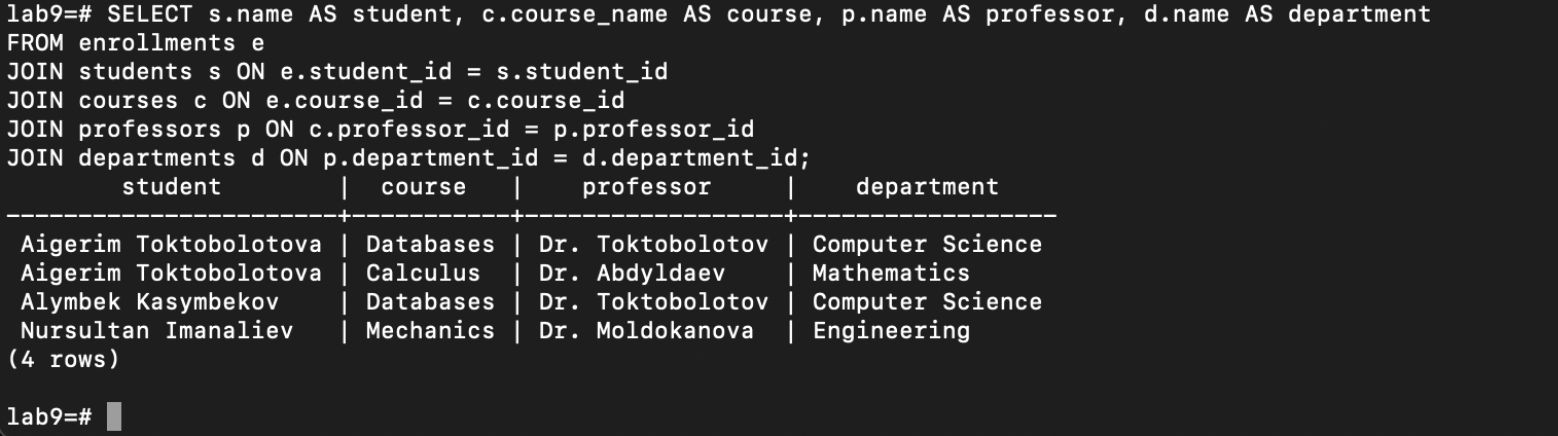 lab9=# SELECT s.name AS student, c.course_name AS course, p.name AS professor, d.name AS department
FROM enrollments e
JOIN students s ON e.student_id = s.student_id
JOIN courses c ON e.course_id = c.course_id
JOIN professors p ON c.professor_id = p.professor_id
JOIN departments d ON p.department_id = d.department_id;
        student        |  course   |    professor     |    department
-----------------------+-----------+------------------+------------------
 Aigerim Toktobolotova | Databases | Dr. Toktobolotov | Computer Science
 Aigerim Toktobolotova | Calculus  | Dr. Abdyldaev    | Mathematics
 Alymbek Kasymbekov    | Databases | Dr. Toktobolotov | Computer Science
 Nursultan Imanaliev   | Mechanics | Dr. Moldokanova  | Engineering
(4 rows)
lab9=#